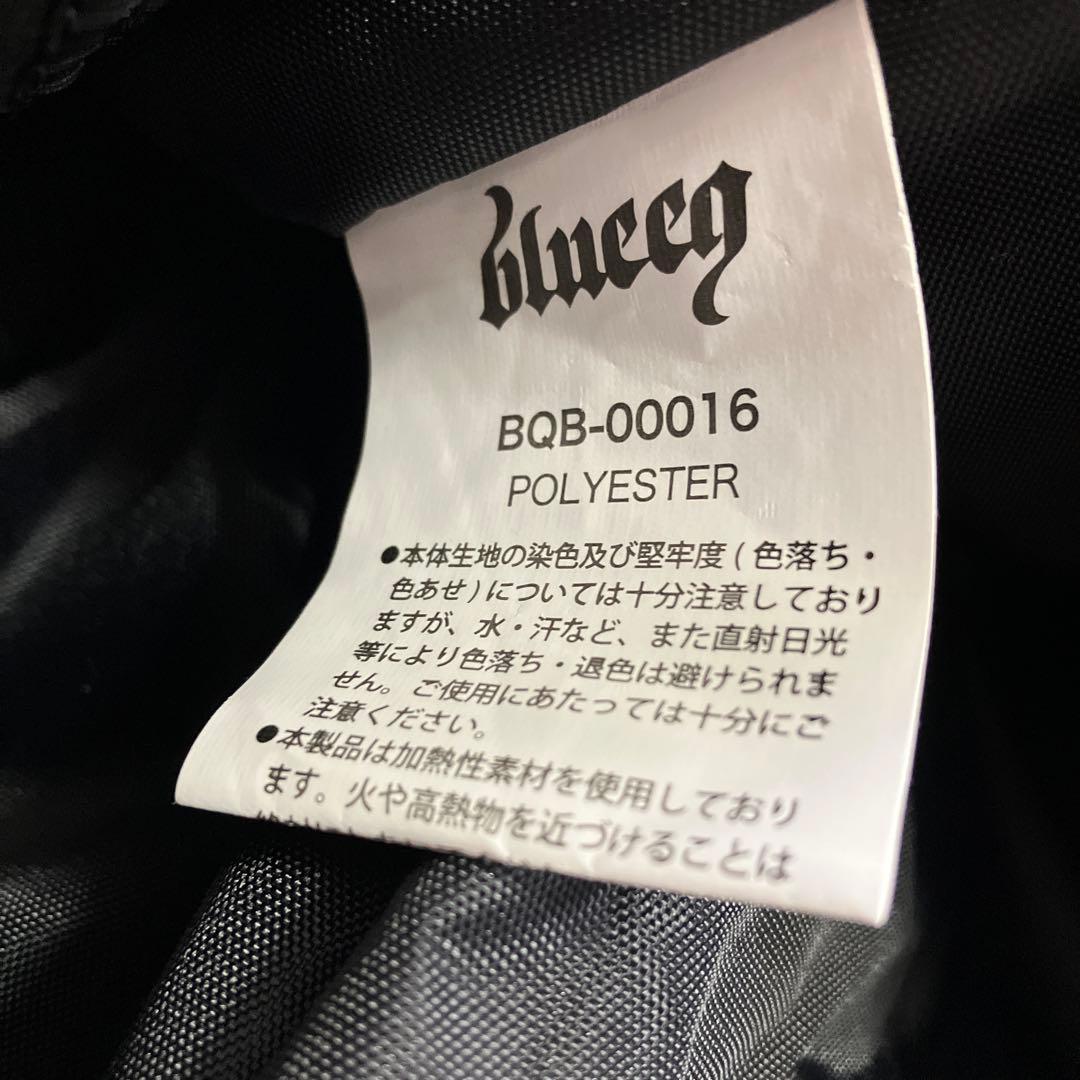 blueeq
BQB-00016
POLYESTER
●本体生地の染色及び堅牢度(色落ち・
色あせ)については十分注意しており
ますが、水・汗など、また直射日光
等により色落ち・退色は避けられま
せん。ご使用にあたっては十分にご
注意ください。
●本製品は加熱性素材を使用しており
ます。火や高熱物を近づけることは